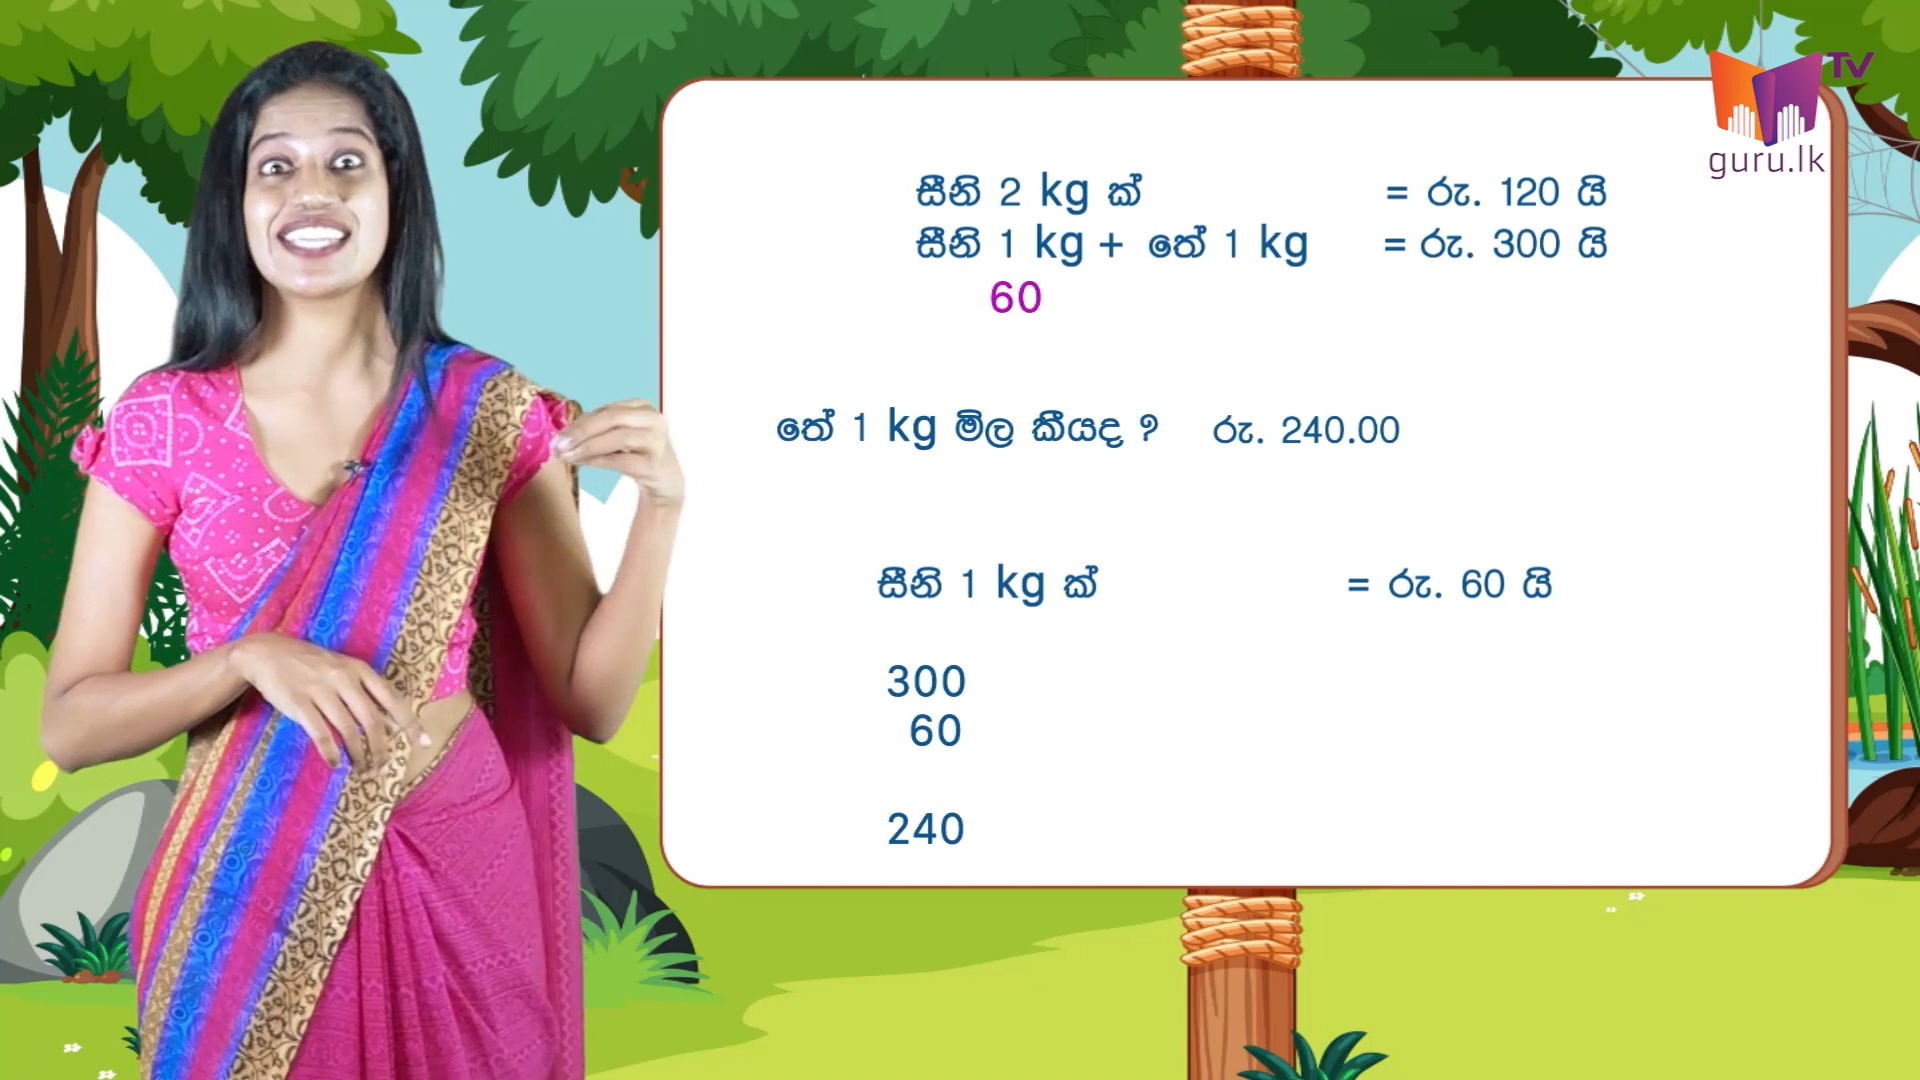 TV
guru.lk
සීනි 2 kg ක් = රු. 120 යි
සීනි 1 kg + තේ 1 kg = රු. 300 යි
60
තේ 1 kg මිල කීයද ? රු. 240.00
සීනි 1 kg ක් = රු. 60 යි
300
60
240